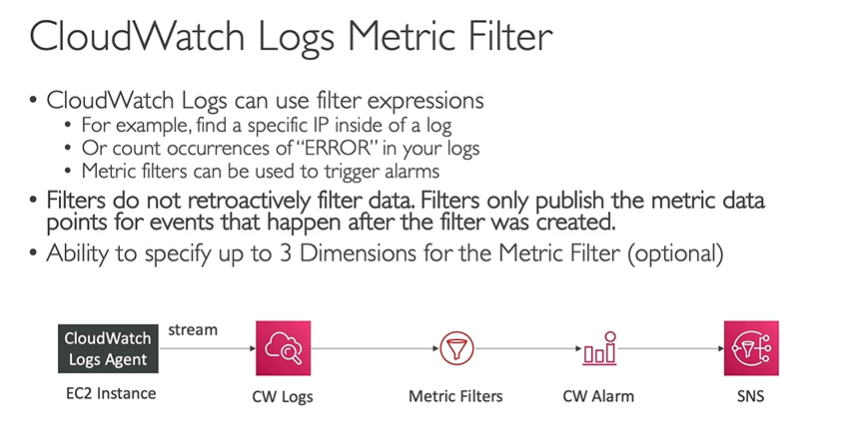 CloudWatch Logs Metric Filter
• CloudWatch Logs can use filter expressions
• For example, find a specific IP inside of a log
• Or count occurrences of “ERROR” in your logs
• Metric filters can be used to trigger alarms
• Filters do not retroactively filter data. Filters only publish the metric data
points for events that happen after the filter was created.
• Ability to specify up to 3 Dimensions for the Metric Filter (optional)
CloudWatch
Logs Agent
stream
EC2 Instance
CW Logs
Metric Filters
CW Alarm
SNS